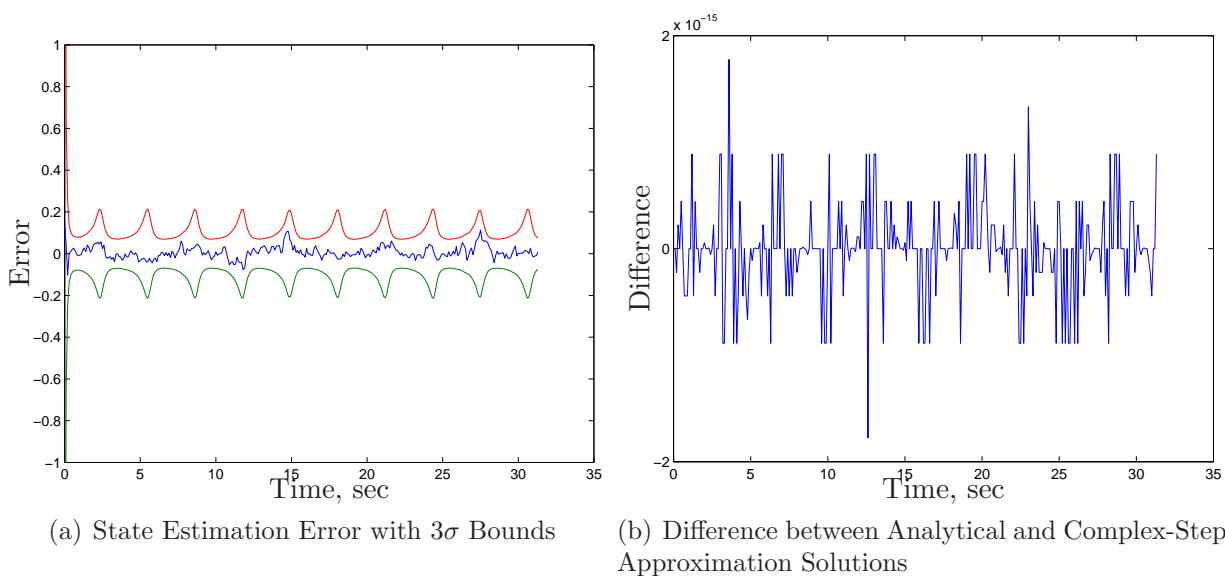 1
0.8
0.6
0.4
0.2
0
−0.2
−0.4
−0.6
−0.8
−1
Error
0 5 10 15 20 25 30 35
Time, sec
(a) State Estimation Error with 3σ Bounds
x 10−15
2
0
−2
Difference
0 5 10 15 20 25 30 35
Time, sec
(b) Difference between Analytical and Complex-Step
Approximation Solutions